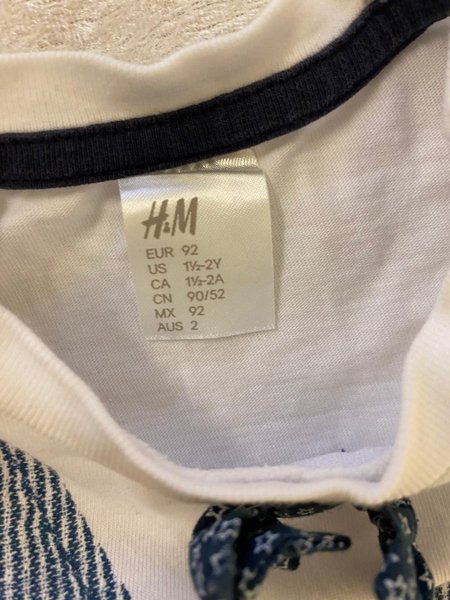 H&M
EUR 92
US 1½-2Y
CA 1½-2A
CN 90/52
MX 92
AUS 2